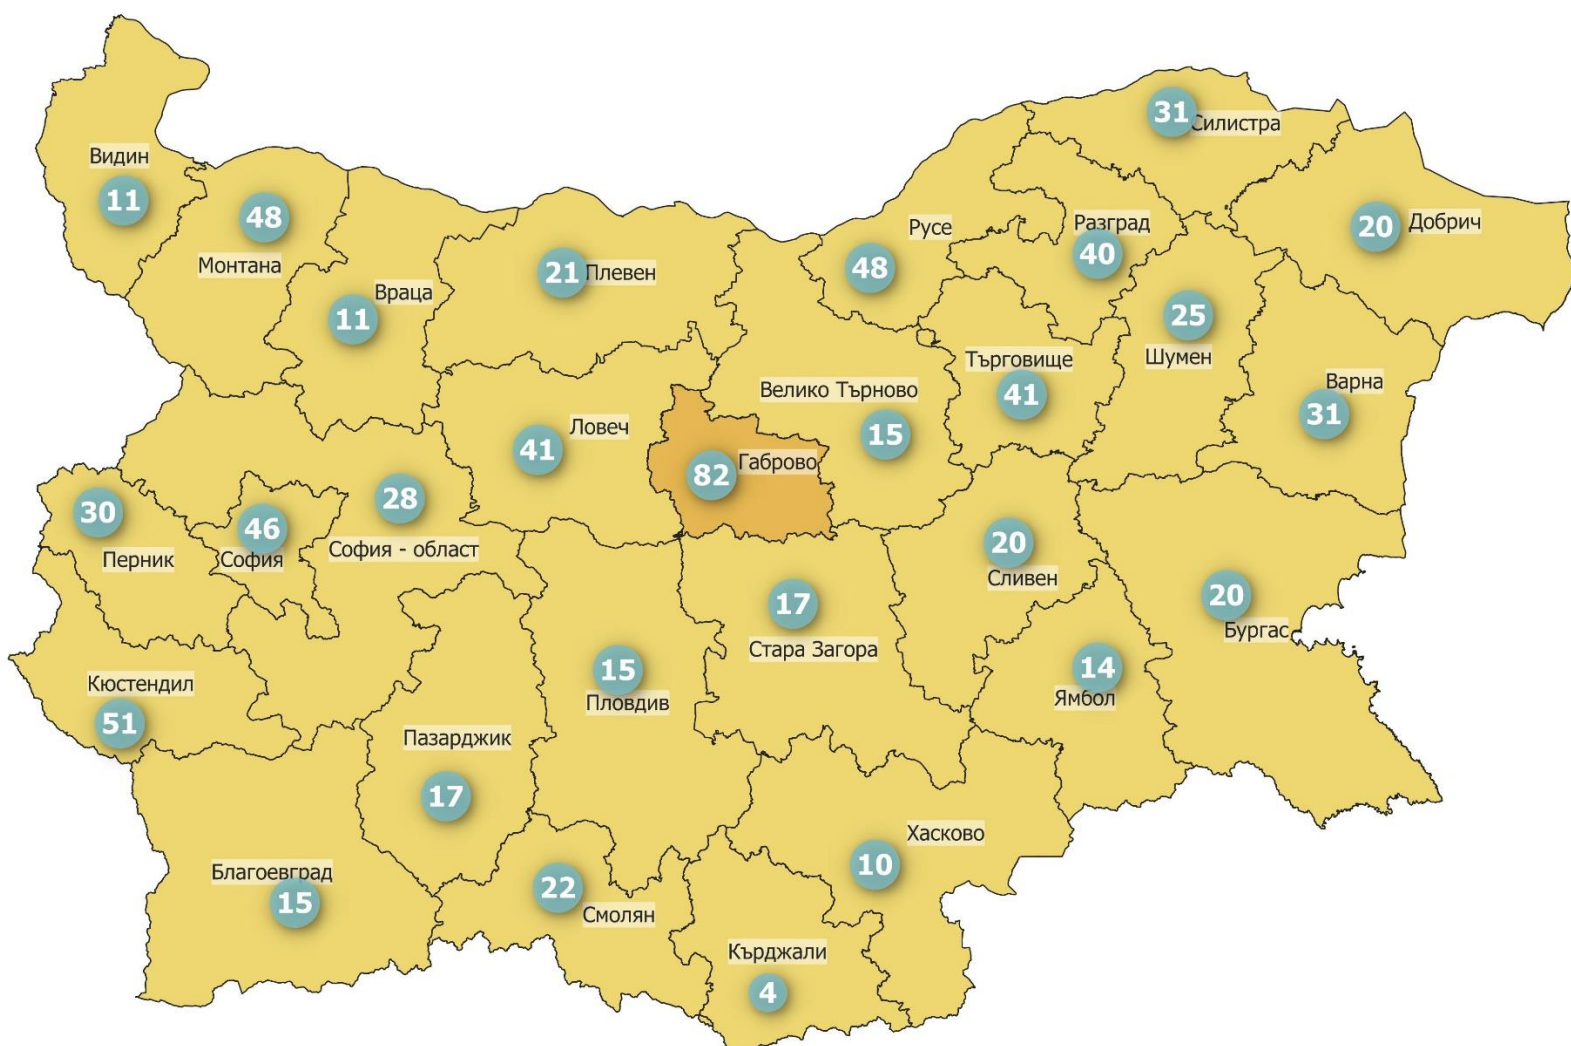 31
Силистра
Видин
11
48
Монтана
Русе
48
Разград
40
20
Добрич
21
Плевен
Враца
11
25
Шумен
Търговище
41
Варна
31
Велико Търново
15
Ловеч
41
82
Габрово
30
Перник
46
София
28
София - област
20
Сливен
17
Стара Загора
20
Бургас
14
Ямбол
Кюстендил
51
15
Пловдив
Пазарджик
17
Хасково
10
Благоевград
15
22
Смолян
Кърджали
4